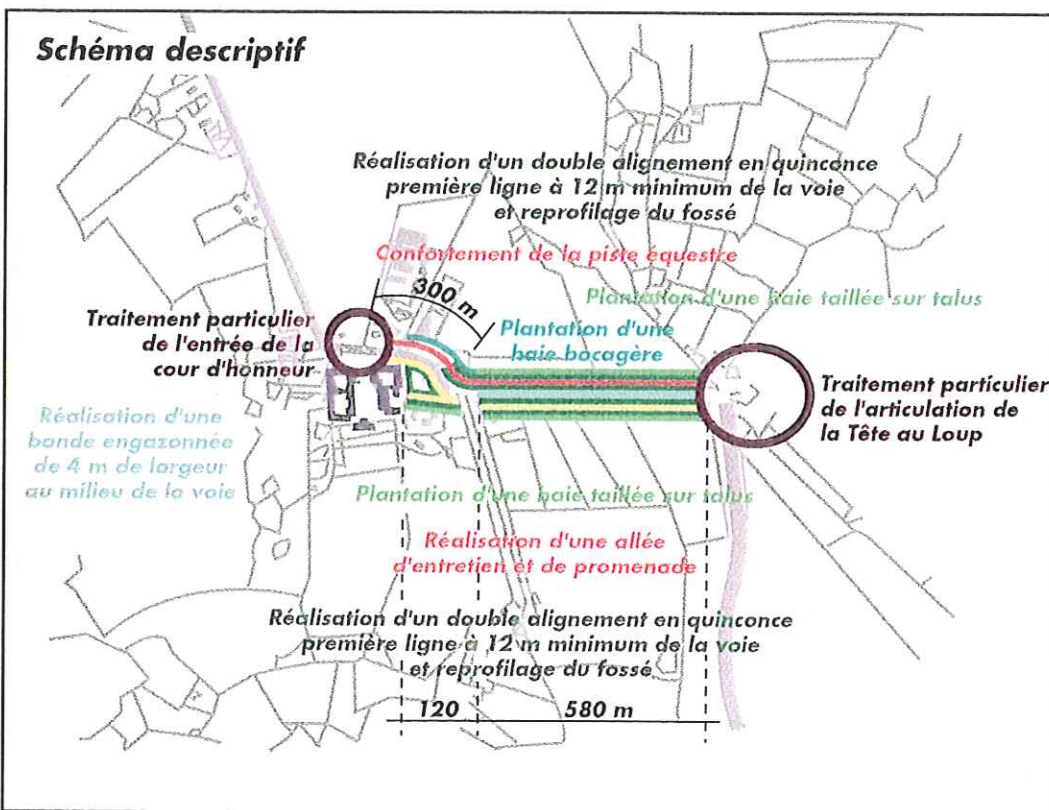 Schéma descriptif
Réalisation d'un double alignement en quinconce
première ligne à 12 m minimum de la voie
et reprofilage du fossé
Confortement de la piste équestre
300 m
Plantation d'une haie taillée sur talus
Traitement particulier
de l'entrée de la
cour d'honneur
Plantation d'une
haie bocagère
Traitement particulier
de l'articulation de
la Tête au Loup
Réalisation d'une
bande engazonnée
de 4 m de largeur
au milieu de la voie
Plantation d'une haie taillée sur talus
Réalisation d'une allée
d'entretien et de promenade
Réalisation d'un double alignement en quinconce
première ligne à 12 m minimum de la voie
et reprofilage du fossé
120
580 m